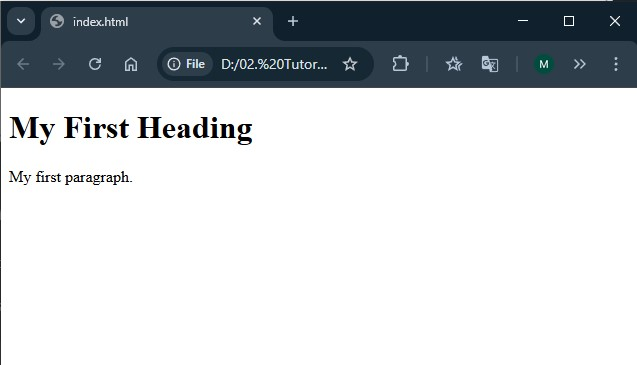 index.html
File D:/02.%20Tutor...
M
My First Heading
My first paragraph.